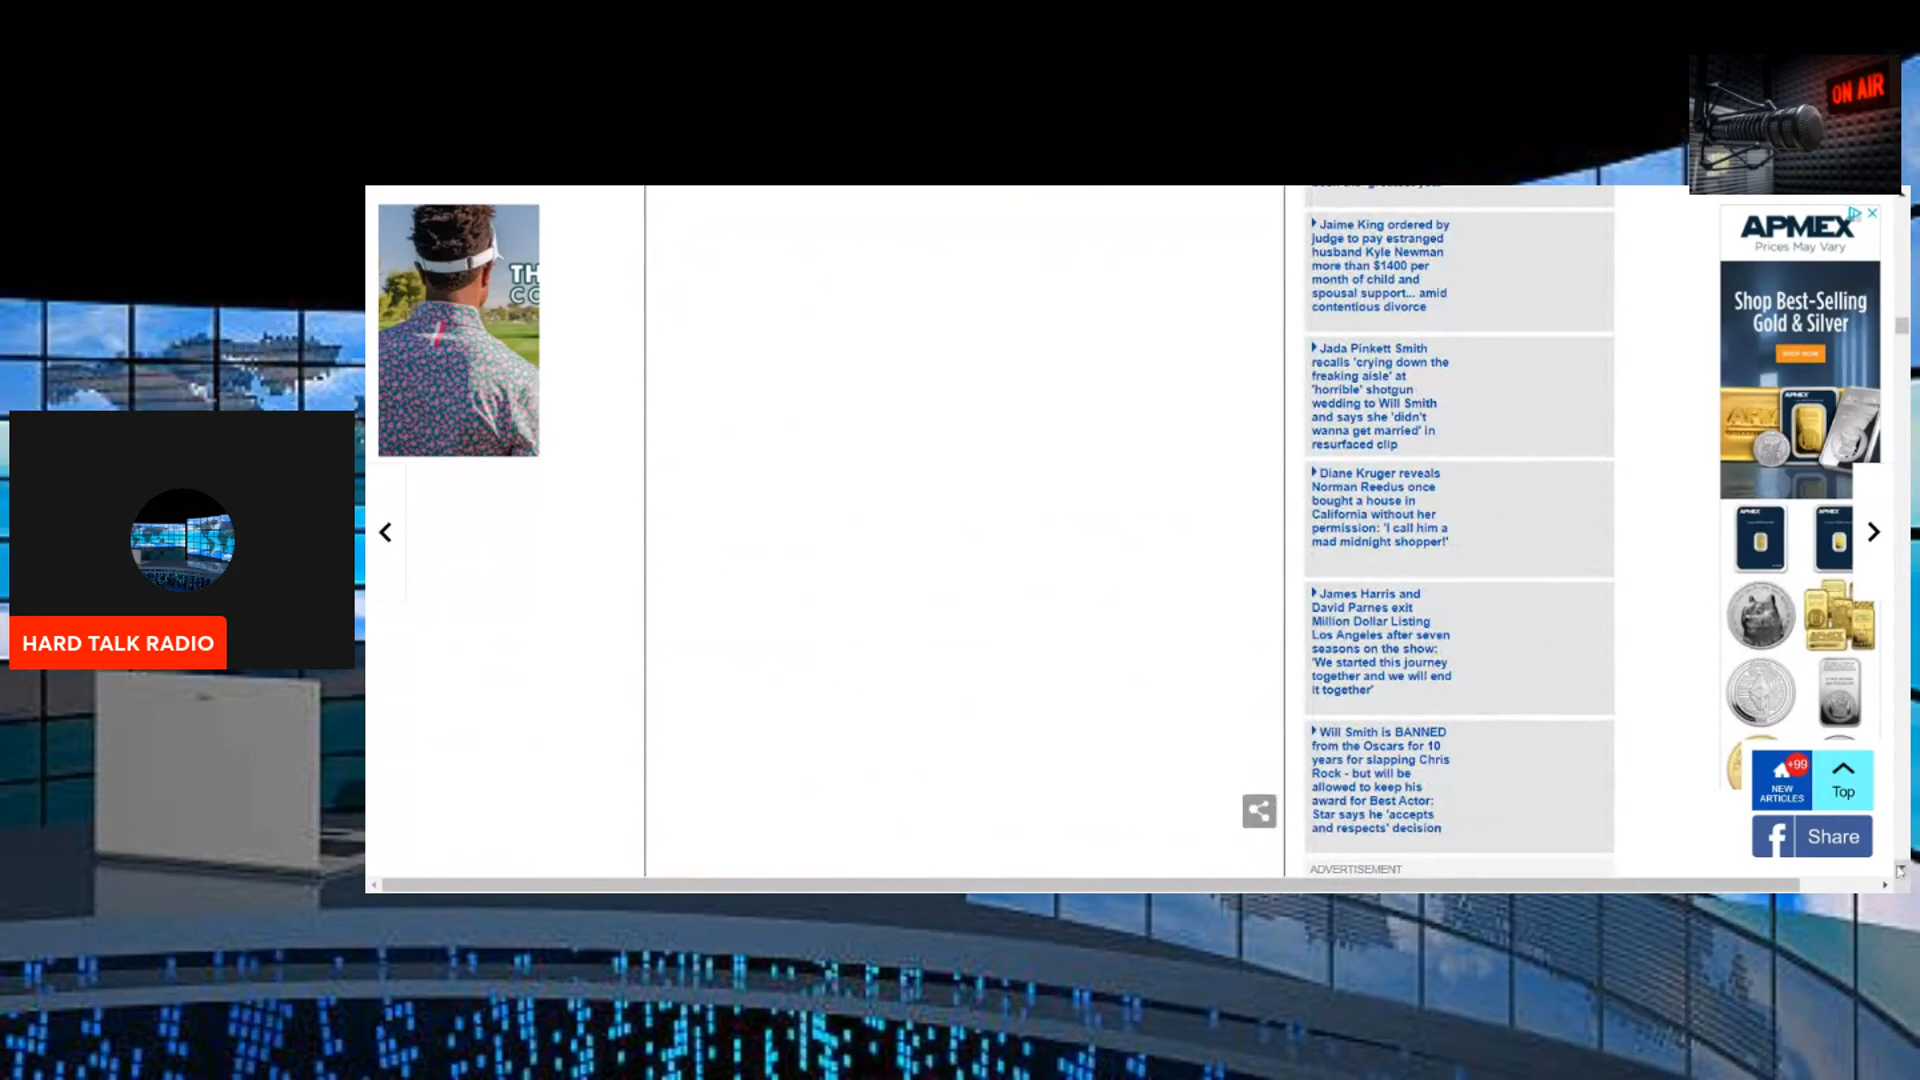 ON AIR
TH
CO
Jaime King ordered by
judge to pay estranged
husband Kyle Newman
more than $1400 per
month of child and
spousal support... amid
contentious divorce
Jada Pinkett Smith
recalls 'crying down the
freaking aisle' at
'horrible' shotgun
wedding to Will Smith
and says she 'didn't
wanna get married' in
resurfaced clip
Diane Kruger reveals
Norman Reedus once
bought a house in
California without her
permission: 'I call him a
mad midnight shopper!'
James Harris and
David Parnes exit
Million Dollar Listing
Los Angeles after seven
seasons on the show:
'We started this journey
together and we will end
it together'
Will Smith is BANNED
from the Oscars for 10
years for slapping Chris
Rock - but will be
allowed to keep his
award for Best Actor:
Star says he 'accepts
and respects' decision
ADVERTISEMENT
APMEX
Prices May Vary
Shop Best-Selling
Gold & Silver
SHOP NOW
APMEX
APMEX
APMEX
+99
NEW
ARTICLES
Top
Share
HARD TALK RADIO